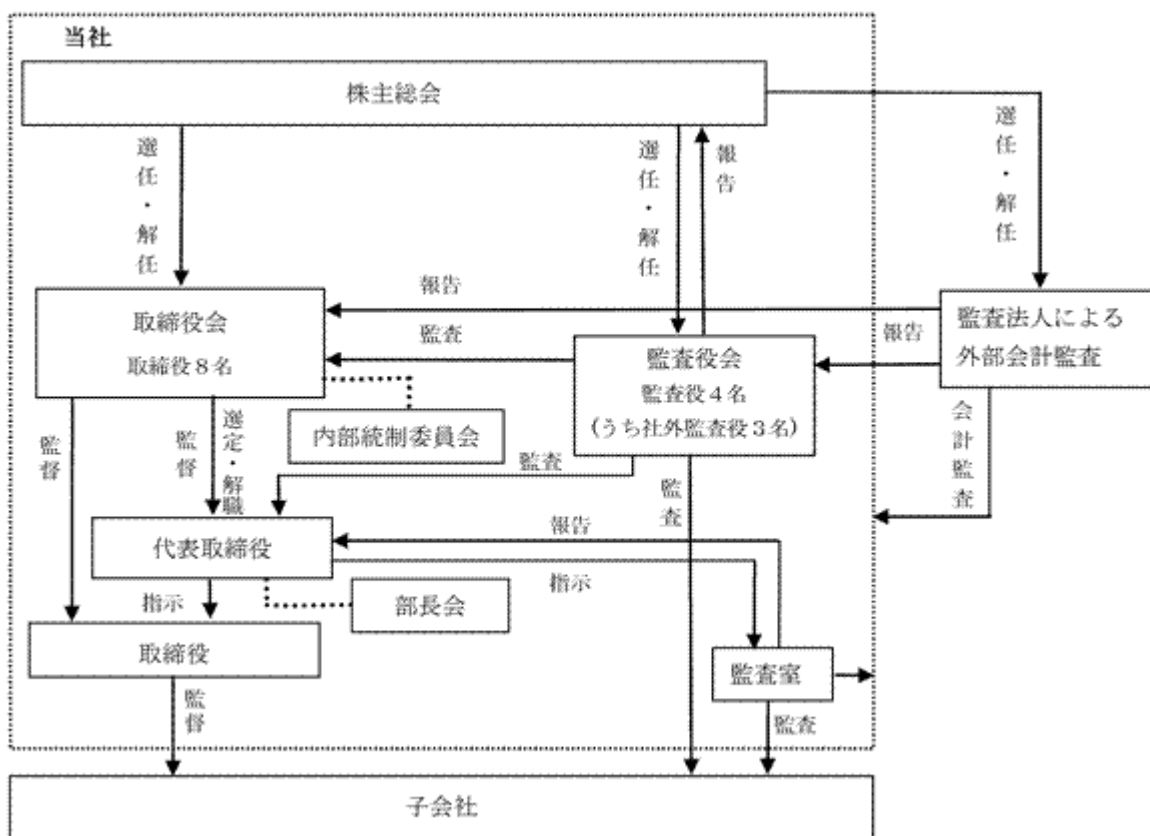 当社
株主総会
選任・解任
選任・解任
報告
選任・解任
取締役会
取締役8名
報告
監査
監査役会
監査役4名
(うち社外監査役3名)
報告
監査法人による
外部会計監査
内部統制委員会
監督
監督
選定・解職
監査
監査
会計監査
代表取締役
報告
指示
指示
部長会
取締役
監査室
監督
監査
子会社